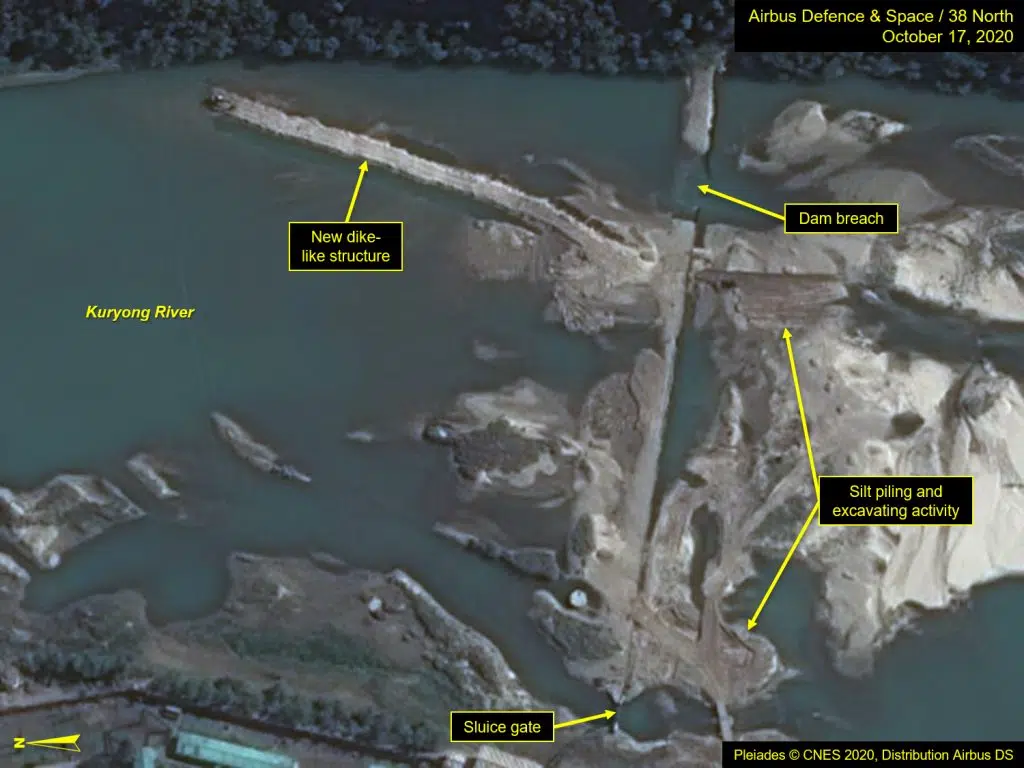 Airbus Defence & Space / 38 North
October 17, 2020
Dam breach
New dike-
like structure
Kuryong River
Silt piling and
excavating activity
Sluice gate
N
Pleiades © CNES 2020, Distribution Airbus DS